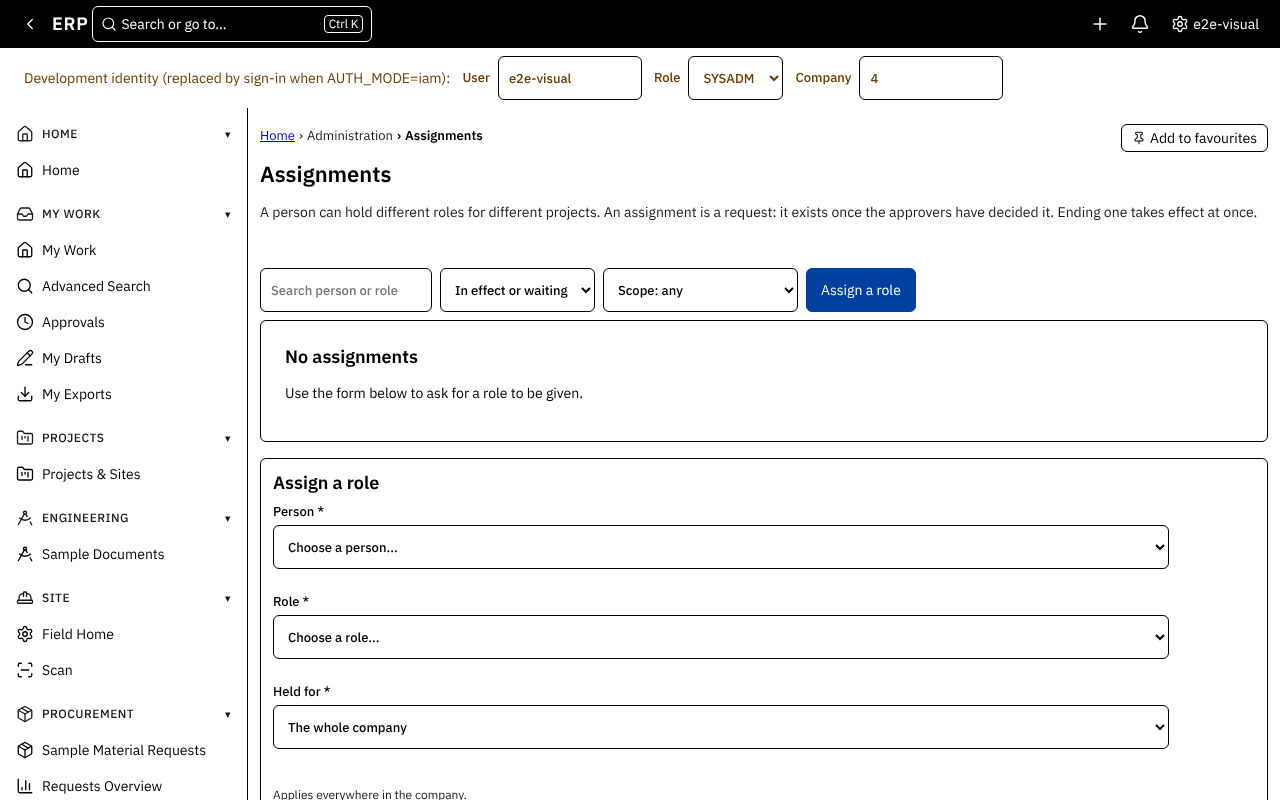 ERP
Search or go to...
Ctrl K
e2e-visual
Development identity (replaced by sign-in when AUTH_MODE=iam): User e2e-visual Role SYSADM Company 4
HOME
Home
MY WORK
My Work
Advanced Search
Approvals
My Drafts
My Exports
PROJECTS
Projects & Sites
ENGINEERING
Sample Documents
SITE
Field Home
Scan
PROCUREMENT
Sample Material Requests
Requests Overview
Home › Administration › Assignments
Add to favourites
Assignments
A person can hold different roles for different projects. An assignment is a request: it exists once the approvers have decided it. Ending one takes effect at once.
Search person or role
In effect or waiting
Scope: any
Assign a role
No assignments
Use the form below to ask for a role to be given.
Assign a role
Person *
Choose a person...
Role *
Choose a role...
Held for *
The whole company
Applies everywhere in the company.